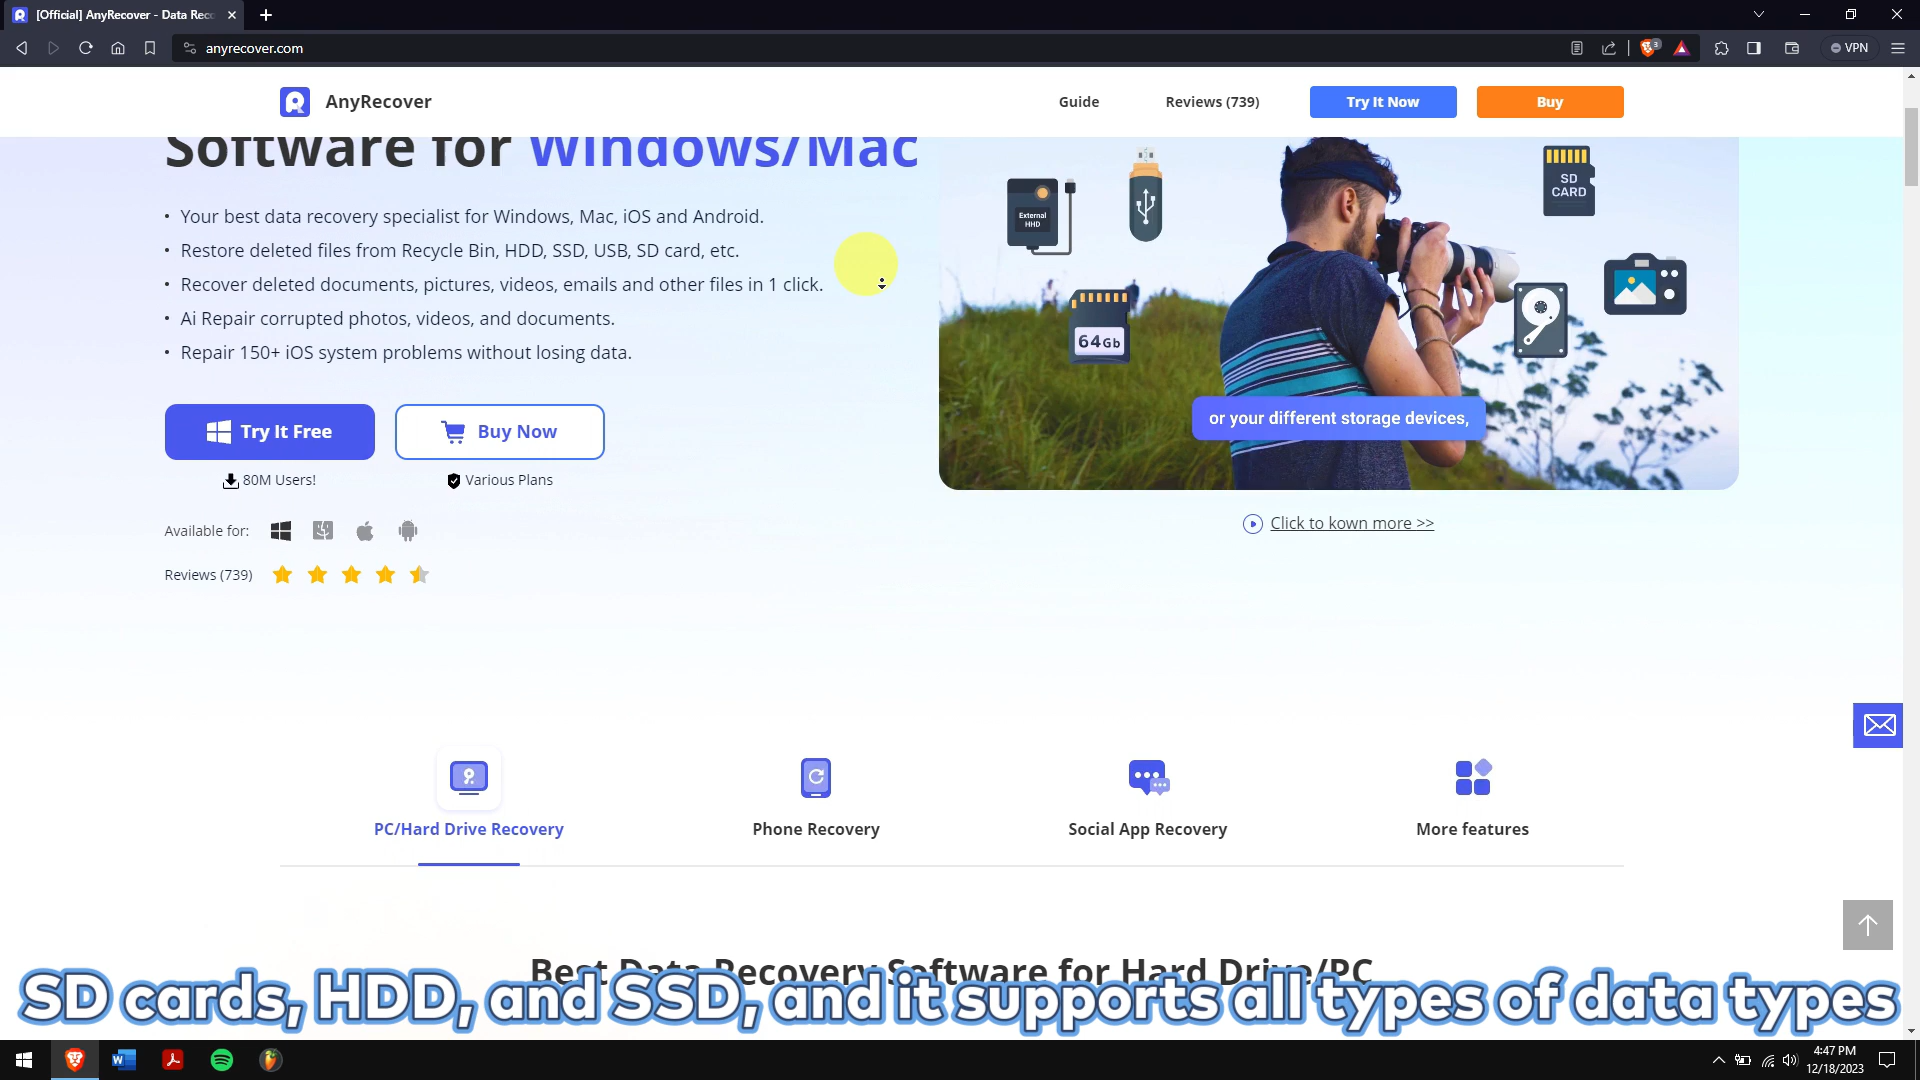 [Official] AnyRecover - Data Reco
anyrecover.com
3
VPN
AnyRecover
Guide
Reviews (739)
Try It Now
Buy
Software for Windows/Mac
• Your best data recovery specialist for Windows, Mac, iOS and Android.
• Restore deleted files from Recycle Bin, HDD, SSD, USB, SD card, etc.
• Recover deleted documents, pictures, videos, emails and other files in 1 click.
• Ai Repair corrupted photos, videos, and documents.
• Repair 150+ iOS system problems without losing data.
Try It Free
Buy Now
80M Users!
Various Plans
Available for:
Reviews (739)
External
HHD
SD
CARD
64Gb
or your different storage devices,
Click to kown more >>
PC/Hard Drive Recovery
Phone Recovery
Social App Recovery
More features
Best Data Recovery Software for Hard Drive/PC
SD cards, HDD, and SSD, and it supports all types of data types
4:47 PM
12/18/2023